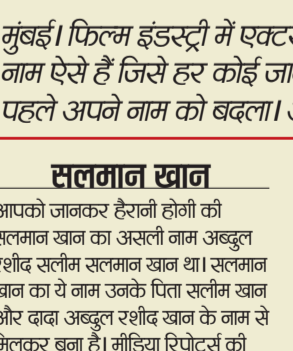 मुंबई। फिल्म इंडस्ट्री में एक्टर
नाम ऐसे हैं जिसे हर कोई
पहले अपने नाम को बदला।
सलमान खान
आपको जानकर हैरानी होगी की
सलमान खान का असली नाम अब्दुल
रशीद सलीम सलमान खान था। सलमान
खान का ये नाम उनके पिता सलीम खान
और दादा अब्दुल रशीद खान के नाम से
मिलकर बना है। मीडिया रिपोर्ट्स की